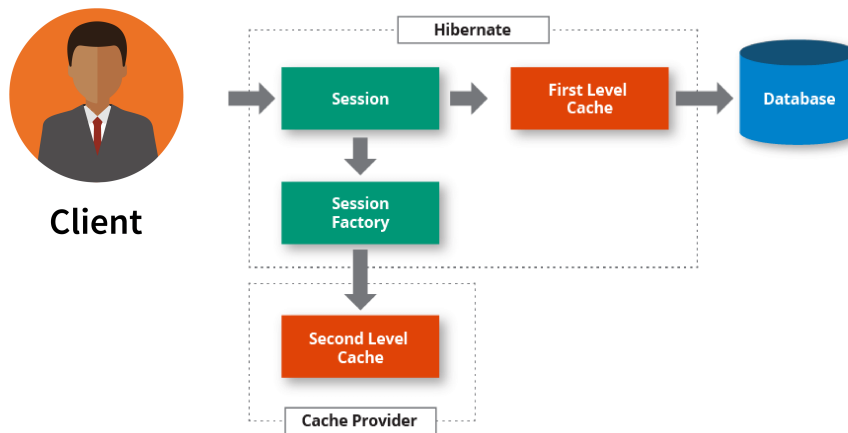 Hibernate
Session
First Level
Cache
Database
Client
Session
Factory
Second Level
Cache
Cache Provider